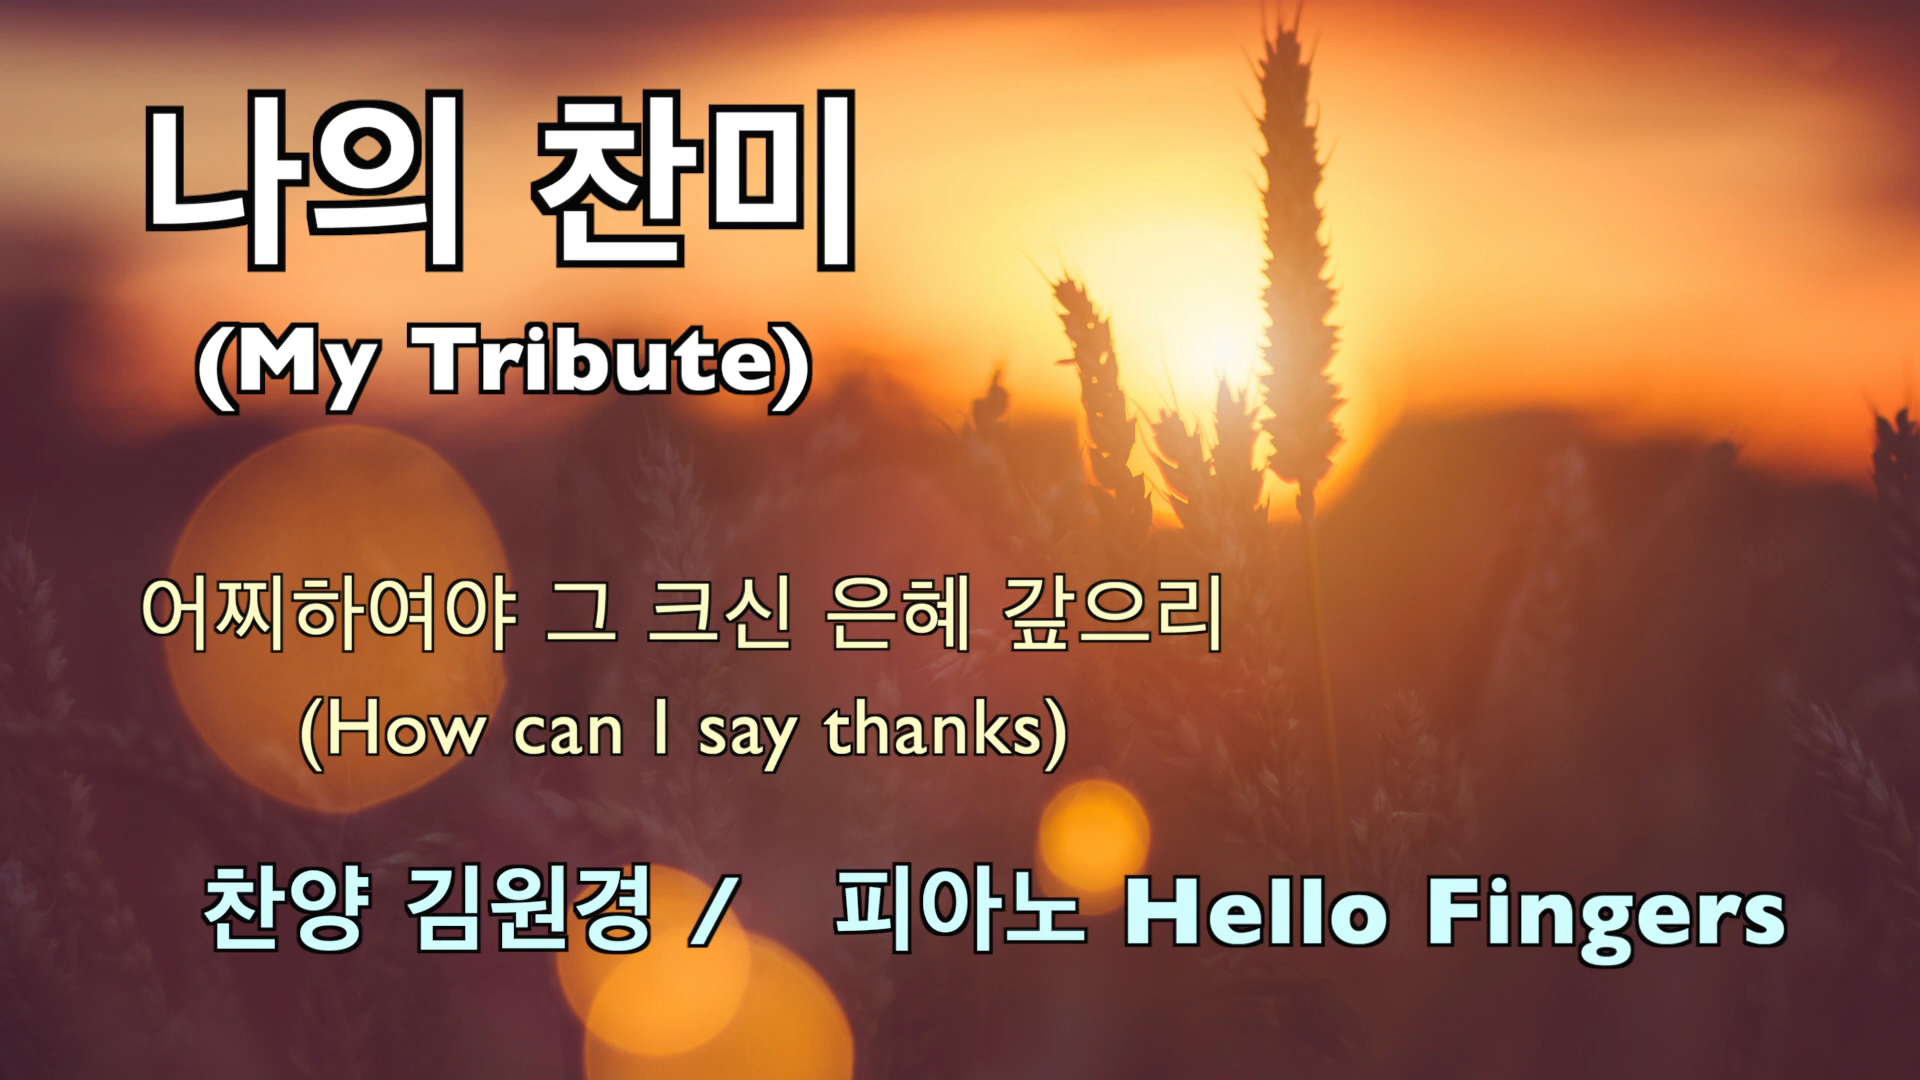 나의 찬미
(My Tribute)
어찌하여야 그 크신 은혜 갚으리
(How can I say thanks)
찬양 김원경 / 피아노 Hello Fingers